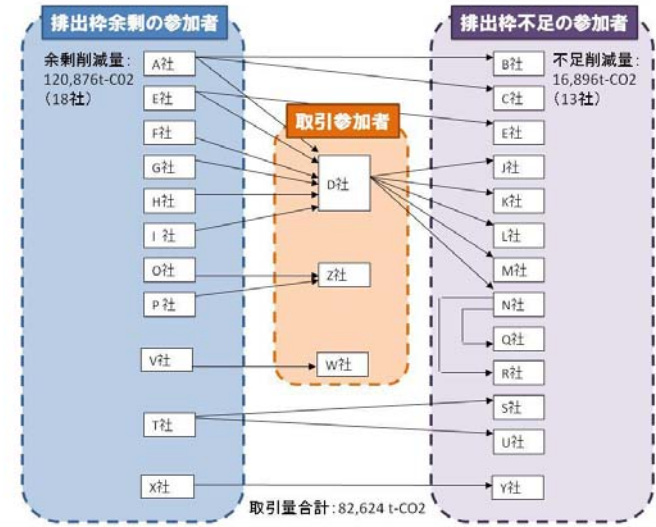 排出枠余剰の参加者
余剰削減量:
120,876t-C02
(18社)
A社
E社
F社
G社
H社
I社
O社
P社
V社
T社
X社
取引参加者
D社
Z社
W社
排出枠不足の参加者
不足削減量:
16,896t-CO2
(13社)
B社
C社
E社
J社
K社
L社
M社
N社
Q社
R社
S社
U社
Y社
取引量合計:82,624 t-CO2